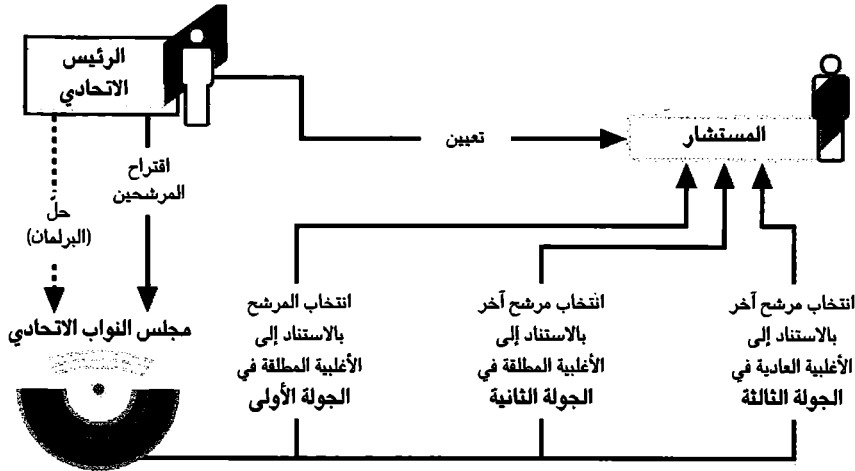 الرئيس
الاتحادي
المستشار
تعيين
اقتراح
المرشحين
حلّ
(البرلمان)
مجلس النواب الاتحادي
انتخاب المرشح
بالاستناد إلى
الأغلبية المطلقة في
الجولة الأولى
انتخاب مرشح آخر
بالاستناد إلى
الأغلبية المطلقة في
الجولة الثانية
انتخاب مرشح آخر
بالاستناد إلى
الأغلبية العادية في
الجولة الثالثة